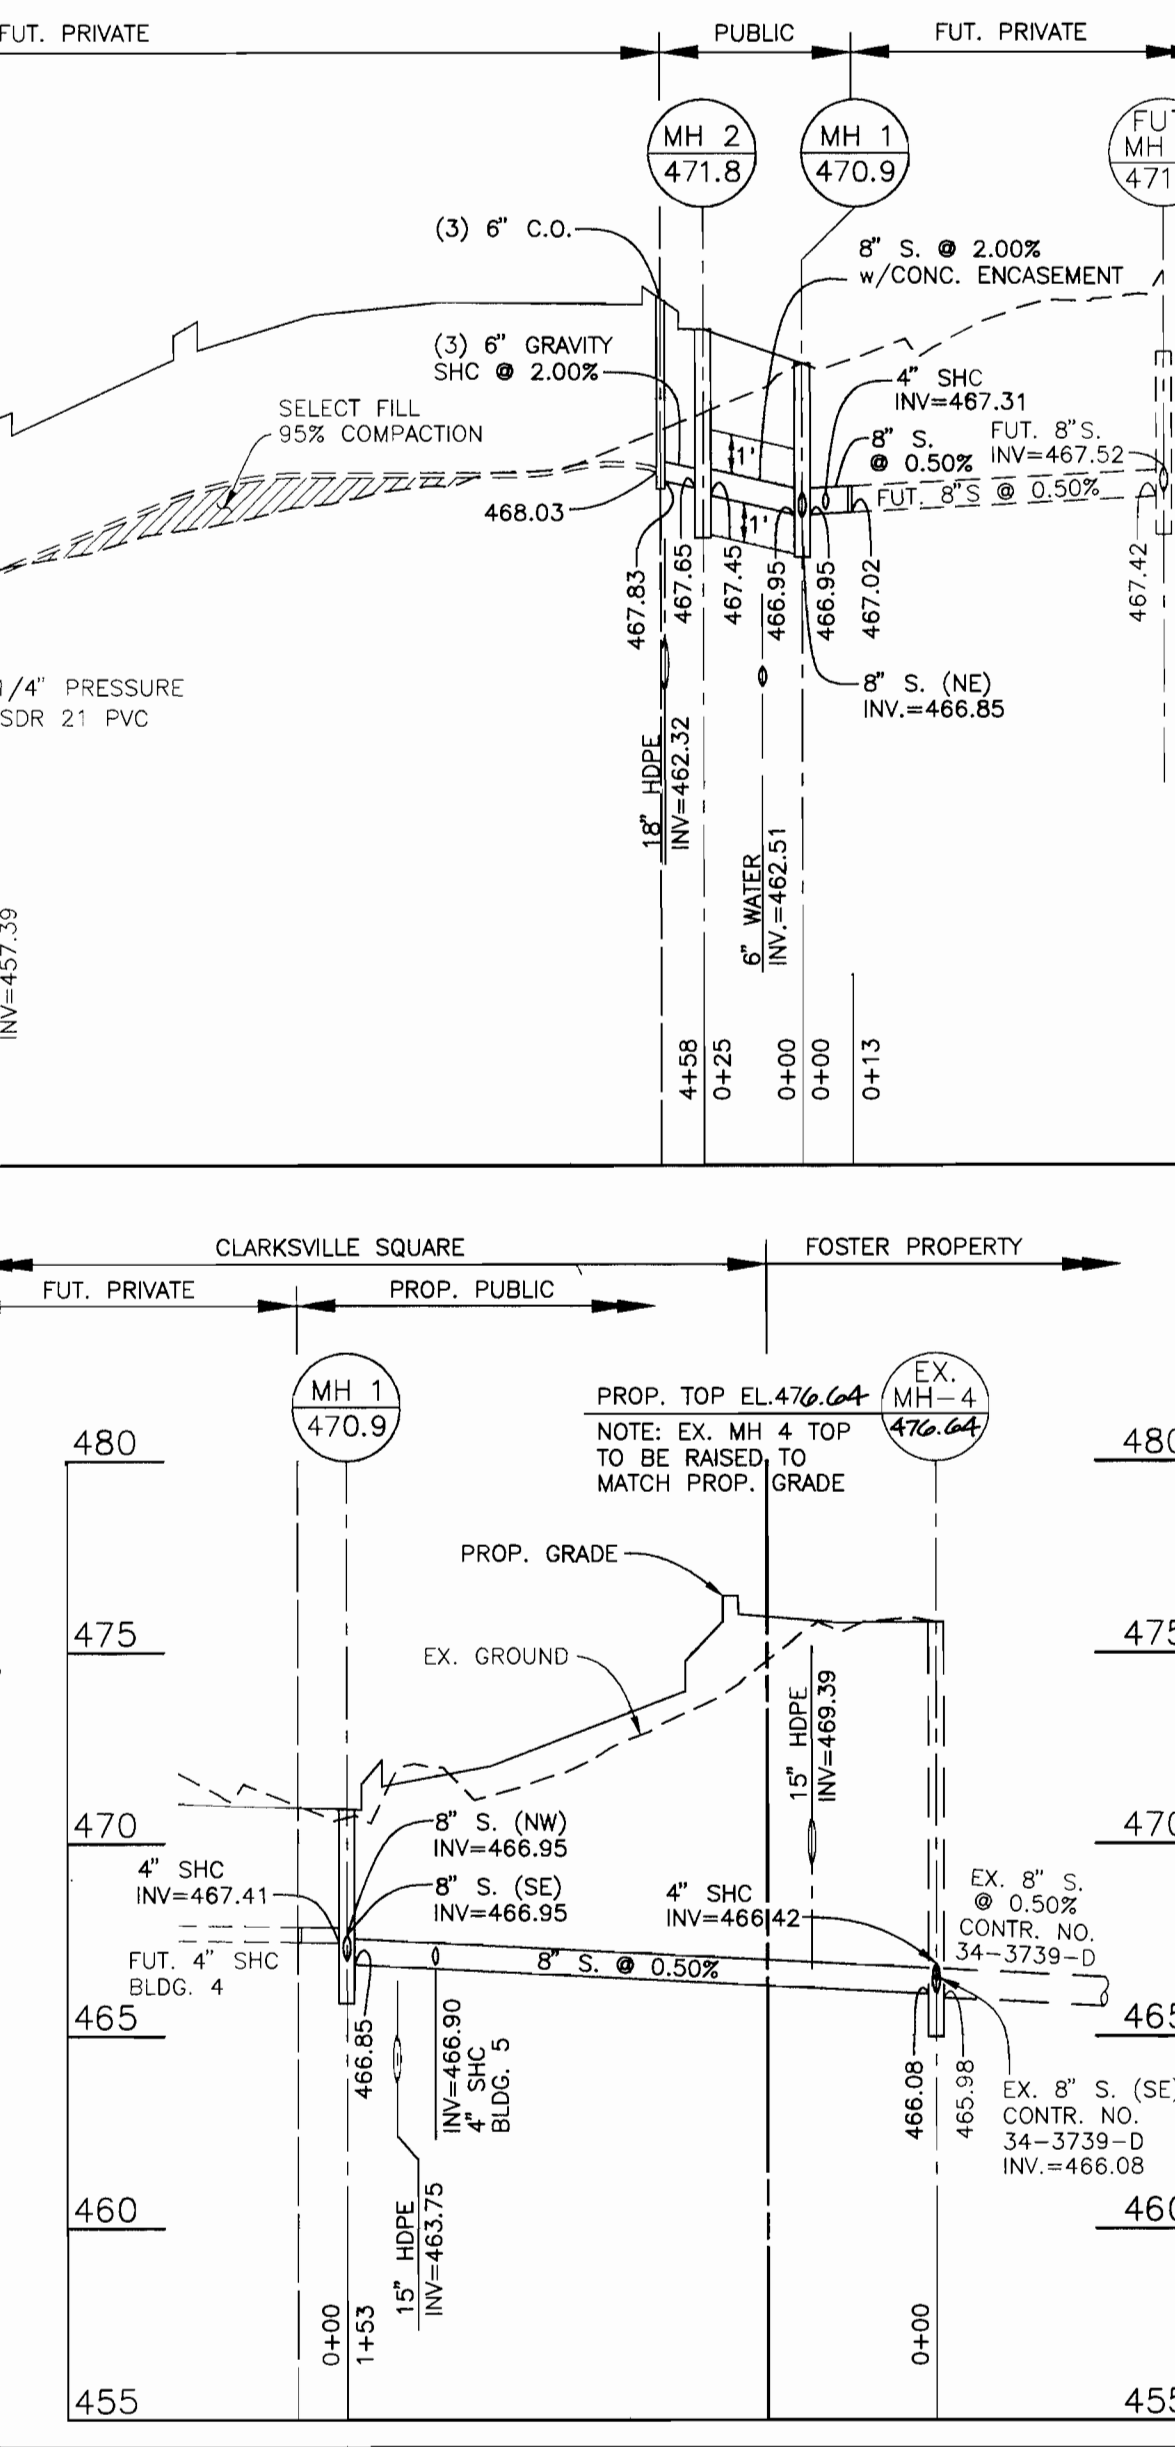 FUT. PRIVATE
PUBLIC
FUT. PRIVATE
MH 2
471.8
MH 1
470.9
FU
MH
471
(3) 6" C.O.
8" S. @ 2.00%
w/CONC. ENCASEMENT
(3) 6" GRAVITY
SHC @ 2.00%
4" SHC
INV=467.31
SELECT FILL
95% COMPACTION
8" S.
@ 0.50%
FUT. 8"S.
INV=467.52
1'
FUT. 8"S @ 0.50%
468.03
1'
467.83
467.65
467.45
466.95
466.95
467.02
467.42
/4" PRESSURE
SDR 21 PVC
8" S. (NE)
INV.=466.85
18" HDPE
INV=462.32
6" WATER
INV.=462.51
INV=457.39
4+58
0+25
0+00
0+00
0+13
CLARKSVILLE SQUARE
FOSTER PROPERTY
FUT. PRIVATE
PROP. PUBLIC
MH 1
470.9
PROP. TOP EL.476.64
NOTE: EX. MH 4 TOP
TO BE RAISED TO
MATCH PROP. GRADE
EX.
MH-4
476.64
480
480
PROP. GRADE
475
475
EX. GROUND
15" HDPE
INV=469.39
470
470
8" S. (NW)
INV=466.95
4" SHC
INV=467.41
8" S. (SE)
INV=466.95
4" SHC
INV=466.42
EX. 8" S.
@ 0.50%
CONTR. NO.
34-3739-D
FUT. 4" SHC
BLDG. 4
8" S. @ 0.50%
465
465
466.85
INV=466.90
4" SHC
BLDG. 5
466.08
465.98
EX. 8" S. (SE)
CONTR. NO.
34-3739-D
INV.=466.08
460
460
15" HDPE
INV=463.75
0+00
1+53
0+00
455
455